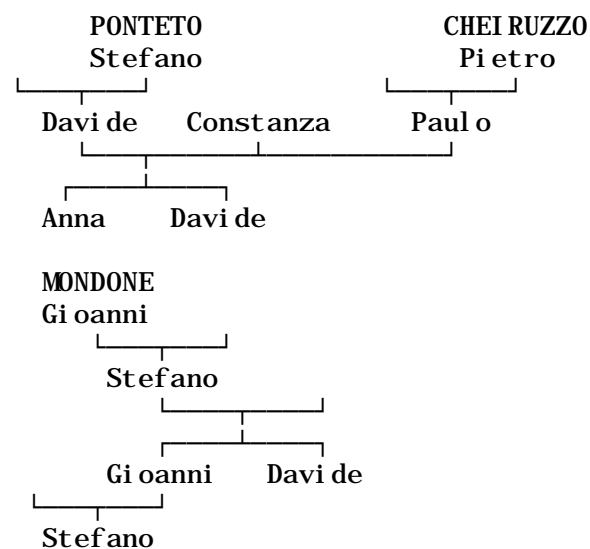 PONTETO CHEIRUZZO
Stefano Pietro
Davide Constanza Paulo
Anna Davide
MONDONE
Gioanni
Stefano
Gioanni Davide
Stefano